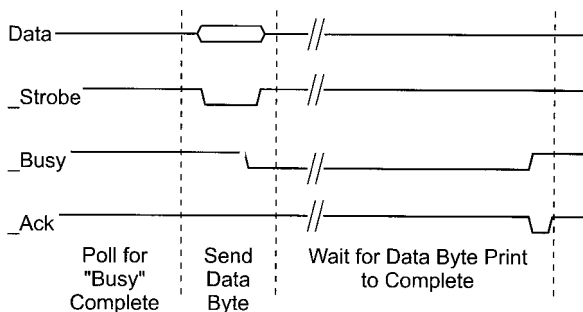 Data
_Strobe
_Busy
_Ack
Poll for
"Busy"
Complete
Send
Data
Byte
Wait for Data Byte Print
to Complete